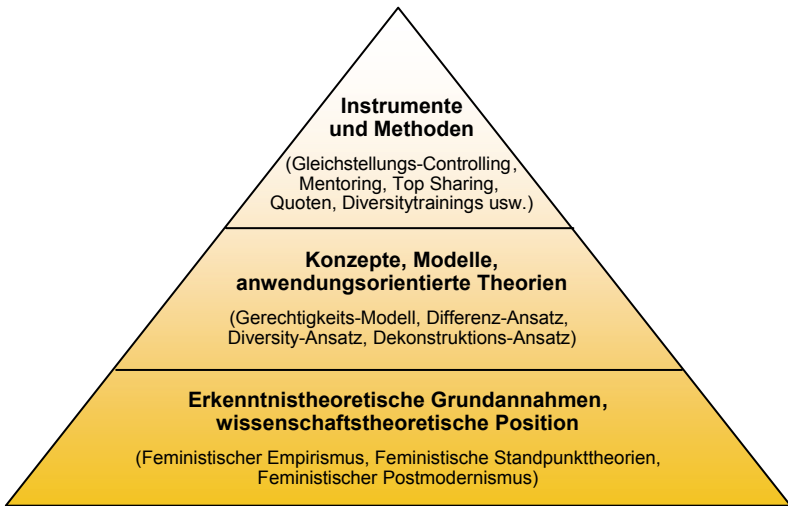 Instrumente
und Methoden
(Gleichstellungs-Controlling,
Mentoring, Top Sharing,
Quoten, Diversitytrainings usw.)
Konzepte, Modelle,
anwendungsorientierte Theorien
(Gerechtigkeits-Modell, Differenz-Ansatz,
Diversity-Ansatz, Dekonstruktions-Ansatz)
Erkenntnistheoretische Grundannahmen,
wissenschaftstheoretische Position
(Feministischer Empirismus, Feministische Standpunkttheorien,
Feministischer Postmodernismus)